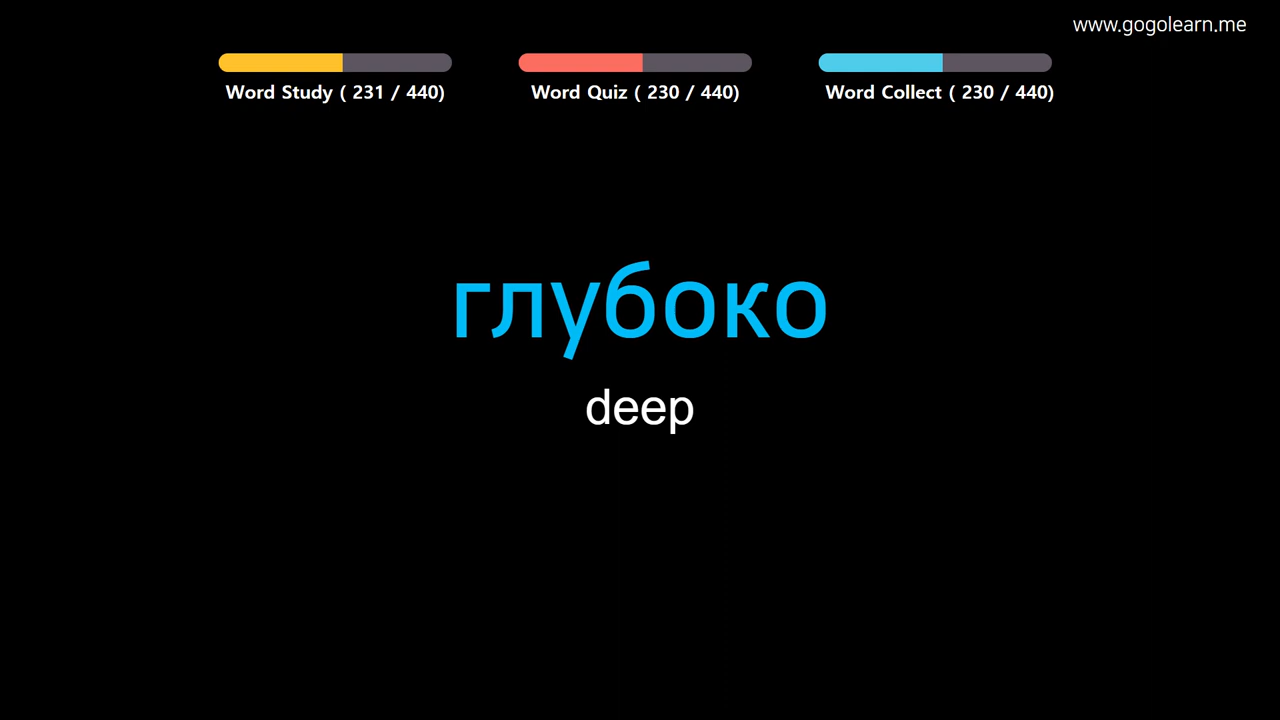 www.gogolearn.me
Word Study ( 231 / 440)
Word Quiz ( 230 / 440)
Word Collect ( 230 / 440)
глубоко
deep